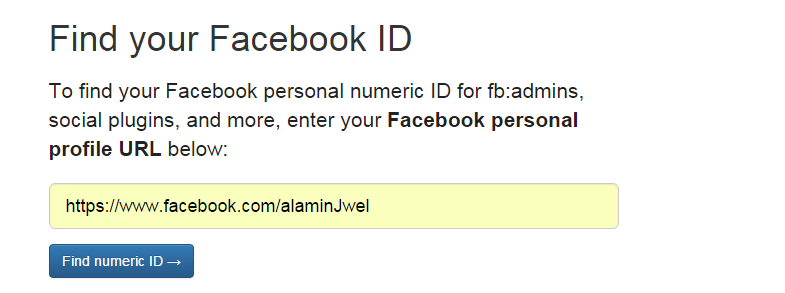 Find your Facebook ID
To find your Facebook personal numeric ID for fb:admins,
social plugins, and more, enter your Facebook personal
profile URL below:
https://www.facebook.com/alaminJwel
Find numeric ID →